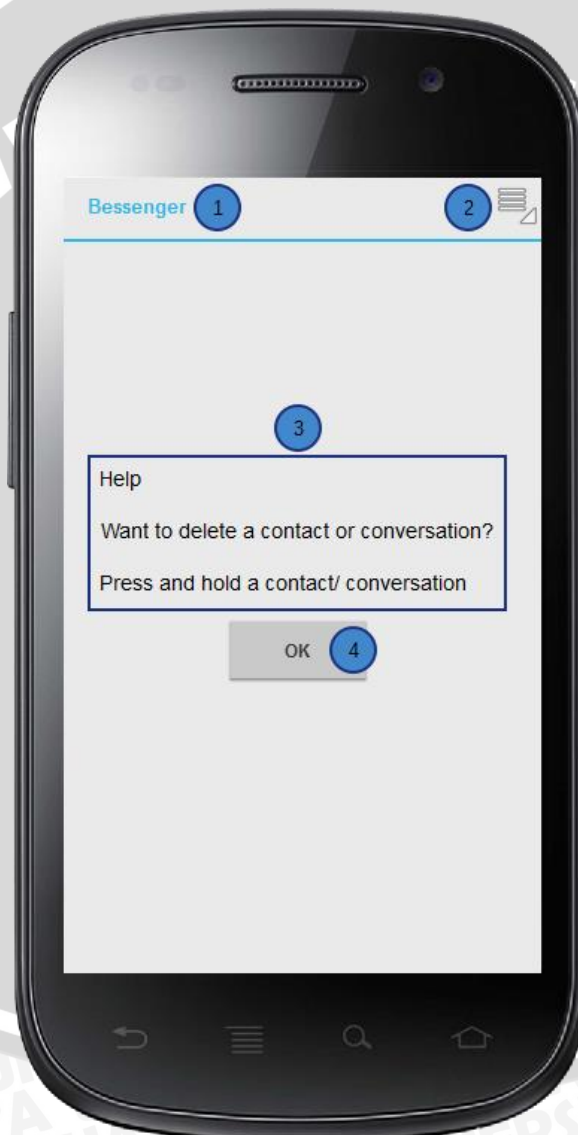 Bessenger 1
2
3
Help
Want to delete a contact or conversation?
Press and hold a contact/ conversation
OK 4